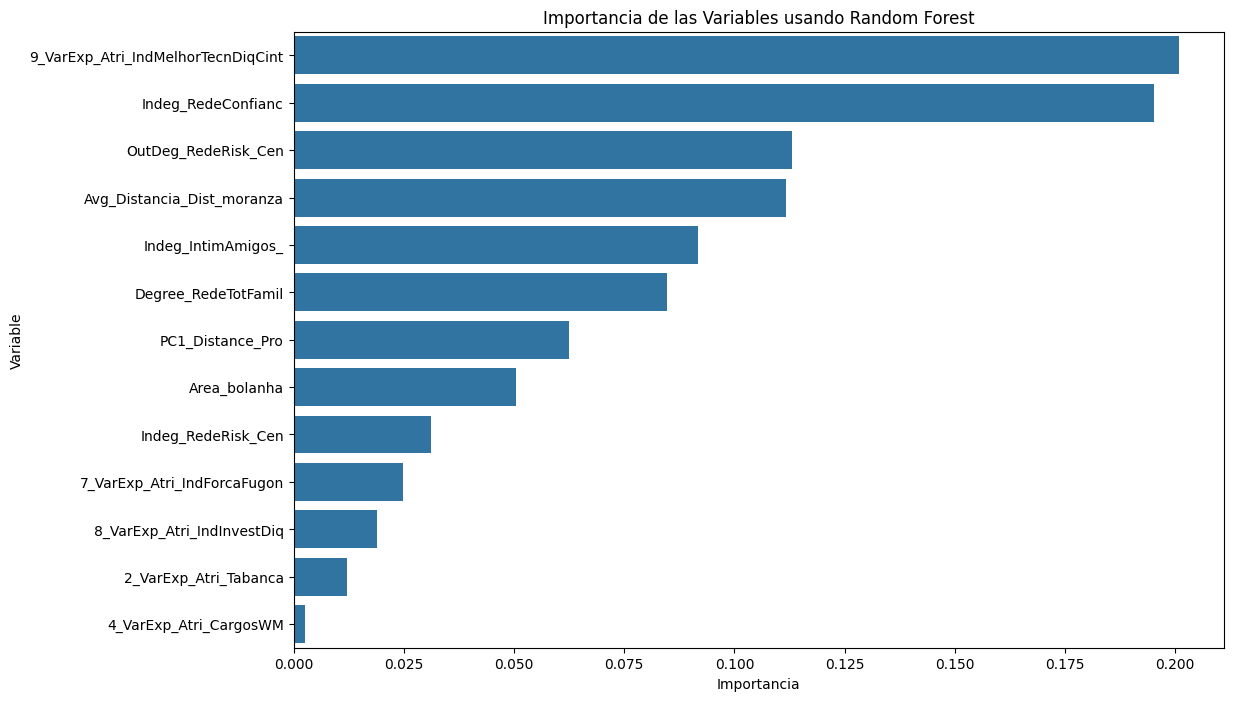 Importancia de las Variables usando Random Forest
9_VarExp_Atri_IndMelhorTecnDiqCint
Indeg_RedeConfianc
OutDeg_RedeRisk_Cen
Avg_Distancia_Dist_moranza
Indeg_IntimAmigos_
Degree_RedeTotFamil
PC1_Distance_Pro
Area_bolanha
Indeg_RedeRisk_Cen
7_VarExp_Atri_IndForcaFugon
8_VarExp_Atri_IndInvestDiq
2_VarExp_Atri_Tabanca
4_VarExp_Atri_CargosWM
Variable
0.000 0.025 0.050 0.075 0.100 0.125 0.150 0.175 0.200
Importancia